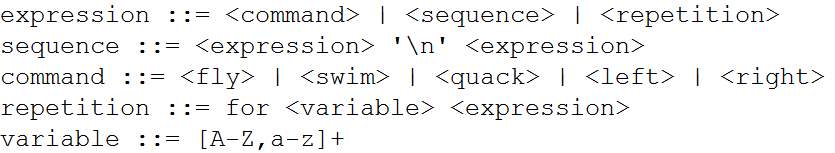 expression ::= <command> | <sequence> | <repetition>
sequence ::= <expression> '\n' <expression>
command ::= <fly> | <swim> | <quack> | <left> | <right>
repetition ::= for <variable> <expression>
variable ::= [A-Z,a-z]+